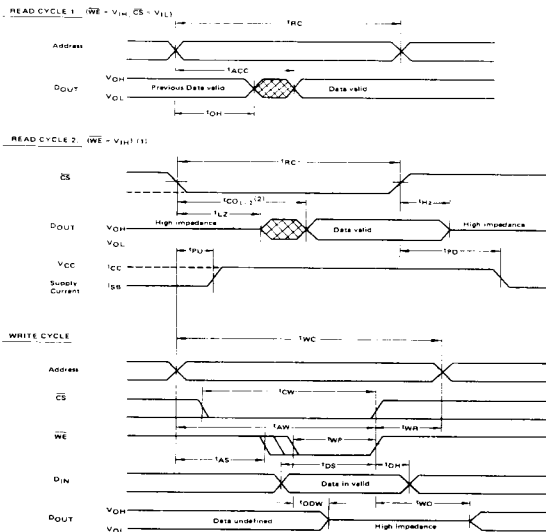 READ CYCLE 1 (WE = VIH, CS = VIL)
tRC
Address
tACC
DOUT VOH Previous Data valid Data valid
VOL
tOH
READ CYCLE 2 (WE = VIH) (1)
tRC
CS
tCO1, 2 (2)
tHZ
tLZ
DOUT VOH High impedance Data valid High impedance
VOL
tPU tPD
VCC ICC
Supply ISB
Current
WRITE CYCLE
tWC
Address
tCW
CS
tAW tWR
WE
tWP
tAS tDS tDH
DIN Data in valid
tODW tWO
DOUT VOH Data undefined High impedance
VOL